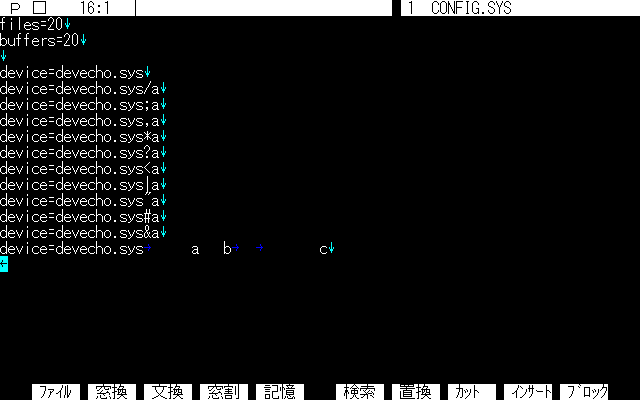 P □ 16:1 1 CONFIG.SYS
files=20↓
buffers=20↓
↓
device=devecho.sys↓
device=devecho.sys/a↓
device=devecho.sys;a↓
device=devecho.sys,a↓
device=devecho.sys*a↓
device=devecho.sys?a↓
device=devecho.sys<a↓
device=devecho.sys|a↓
device=devecho.sys"a↓
device=devecho.sys#a↓
device=devecho.sys&a↓
device=devecho.sys a b c↓
←
ファイル 窓換 文換 窓割 記憶 検索 置換 カット インサート ブロック